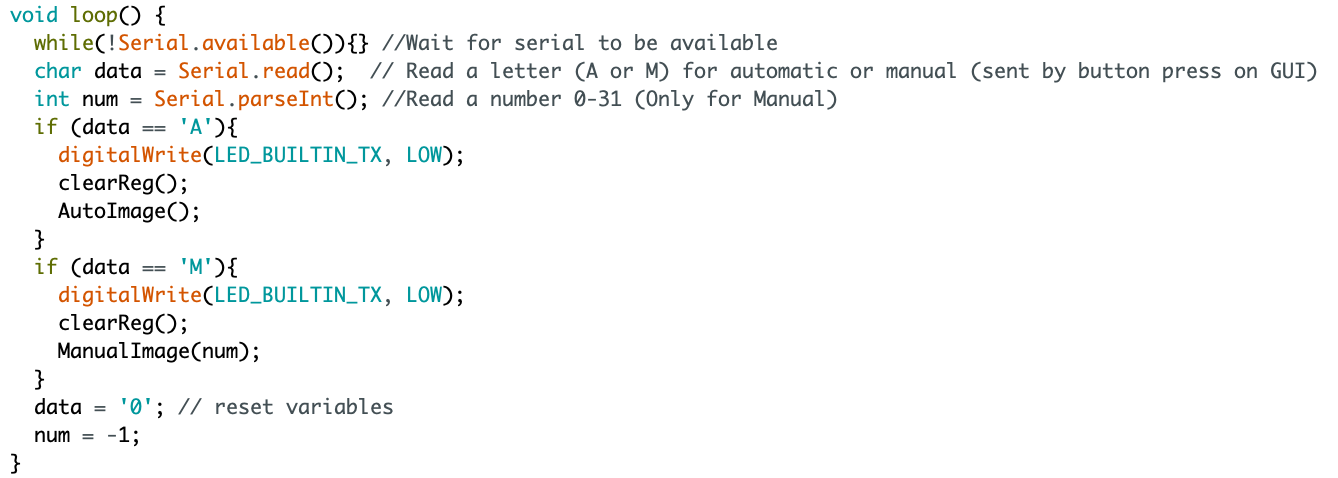 void loop() {
  while(!Serial.available()){} //Wait for serial to be available
  char data = Serial.read();  // Read a letter (A or M) for automatic or manual (sent by button press on GUI)
  int num = Serial.parseInt(); //Read a number 0-31 (Only for Manual)
  if (data == 'A'){
    digitalWrite(LED_BUILTIN_TX, LOW);
    clearReg();
    AutoImage();
  }
  if (data == 'M'){
    digitalWrite(LED_BUILTIN_TX, LOW);
    clearReg();
    ManualImage(num);
  }
  data = '0'; // reset variables
  num = -1;
}